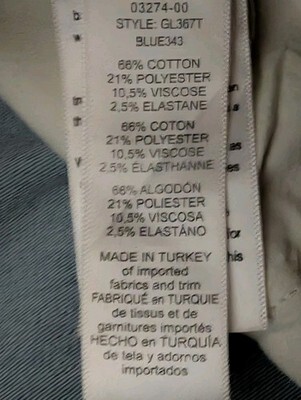 03274-00
STYLE: GL367T
BLUE343
66% COTTON
21% POLYESTER
10,5% VISCOSE
2,5% ELASTANE
66% COTON
21% POLYESTER
10,5% VISCOSE
2,5% ELASTHANNE
66% ALGODÓN
21% POLIESTER
10,5% VISCOSA
2,5% ELASTÁNO
MADE IN TURKEY
of imported
fabrics and trim
FABRIQUÉ en TURQUIE
de tissus et de
garnitures importés
HECHO en TURQUÍA
de tela y adornos
importados